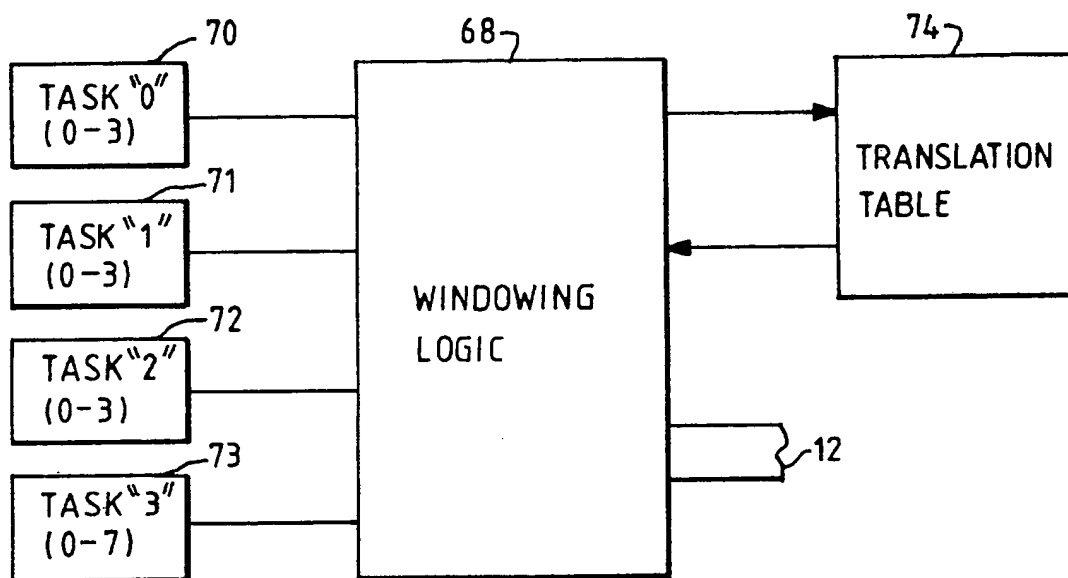 70
TASK "0"
(0-3)
71
TASK "1"
(0-3)
72
TASK "2"
(0-3)
73
TASK "3"
(0-7)
68
WINDOWING
LOGIC
74
TRANSLATION
TABLE
12